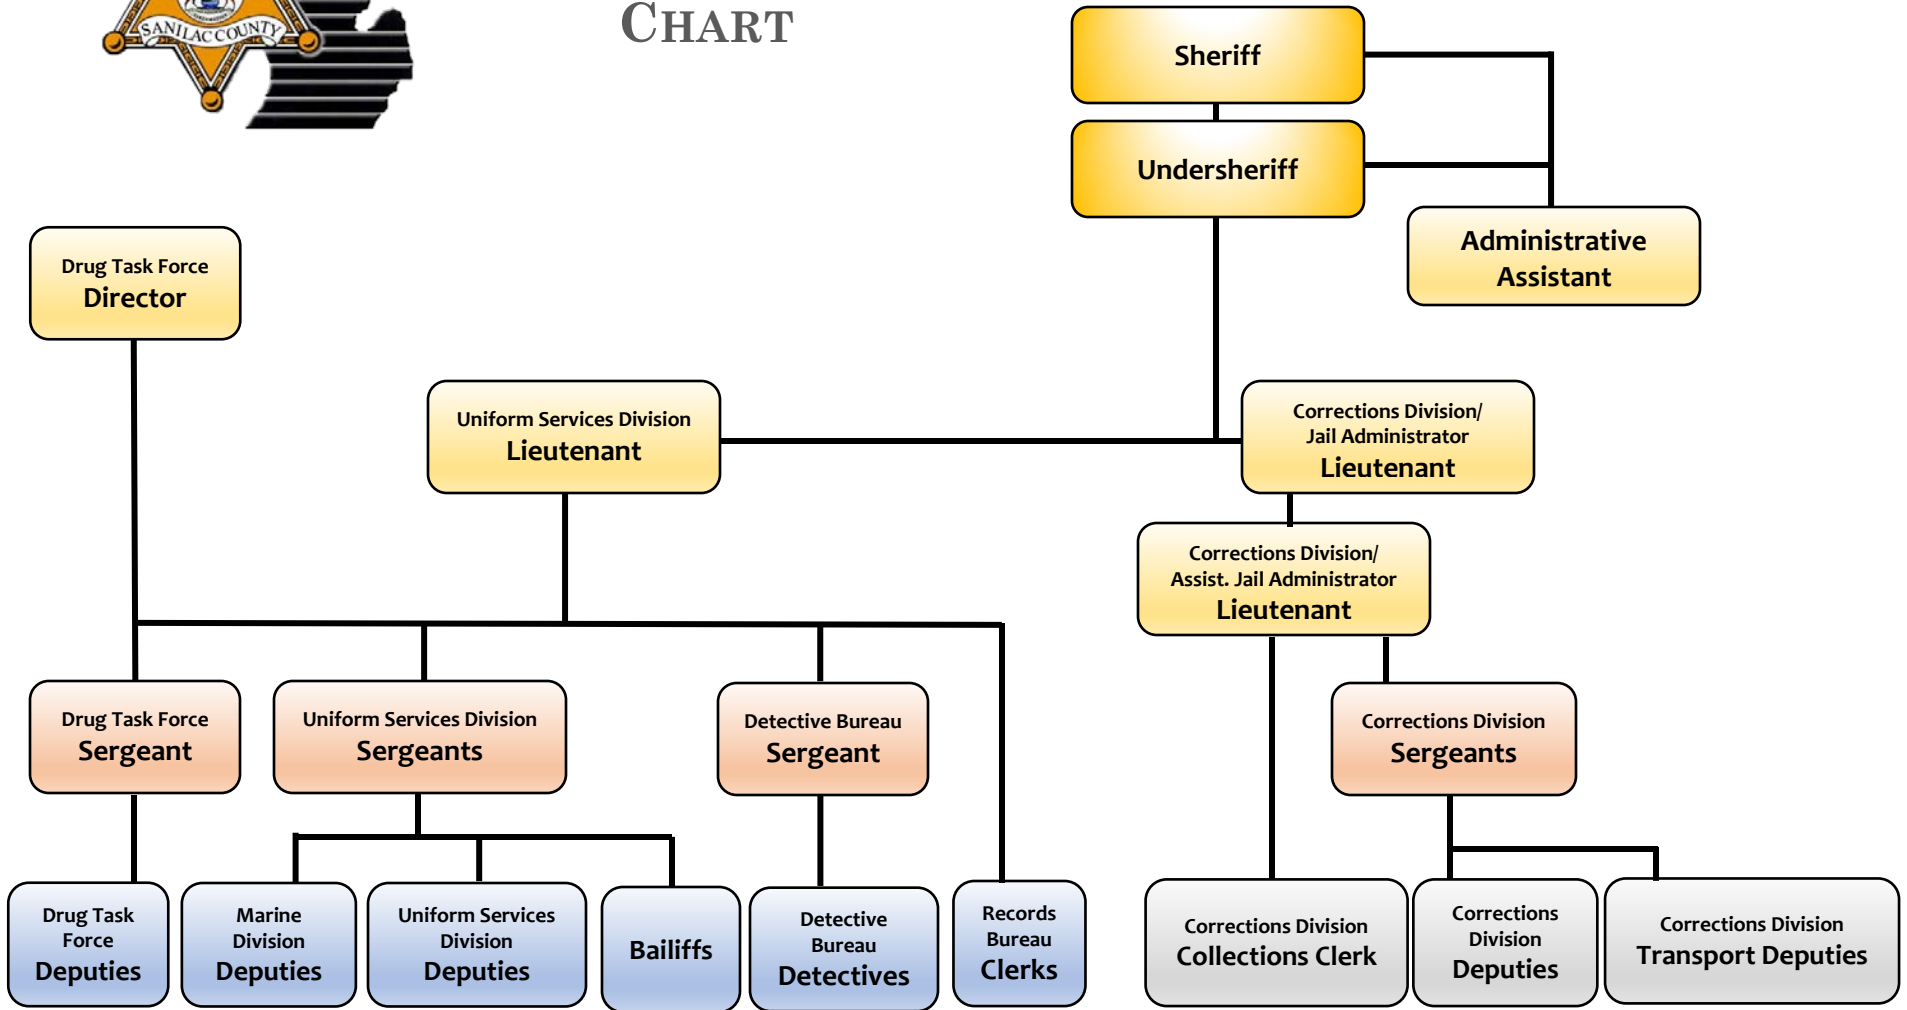 SANILAC COUNTY
CHART
Sheriff
Undersheriff
Administrative
Assistant
Drug Task Force
Director
Uniform Services Division
Lieutenant
Corrections Division/
Jail Administrator
Lieutenant
Corrections Division/
Assist. Jail Administrator
Lieutenant
Drug Task Force
Sergeant
Uniform Services Division
Sergeants
Detective Bureau
Sergeant
Corrections Division
Sergeants
Drug Task
Force
Deputies
Marine
Division
Deputies
Uniform Services
Division
Deputies
Bailiffs
Detective
Bureau
Detectives
Records
Bureau
Clerks
Corrections Division
Collections Clerk
Corrections
Division
Deputies
Corrections Division
Transport Deputies